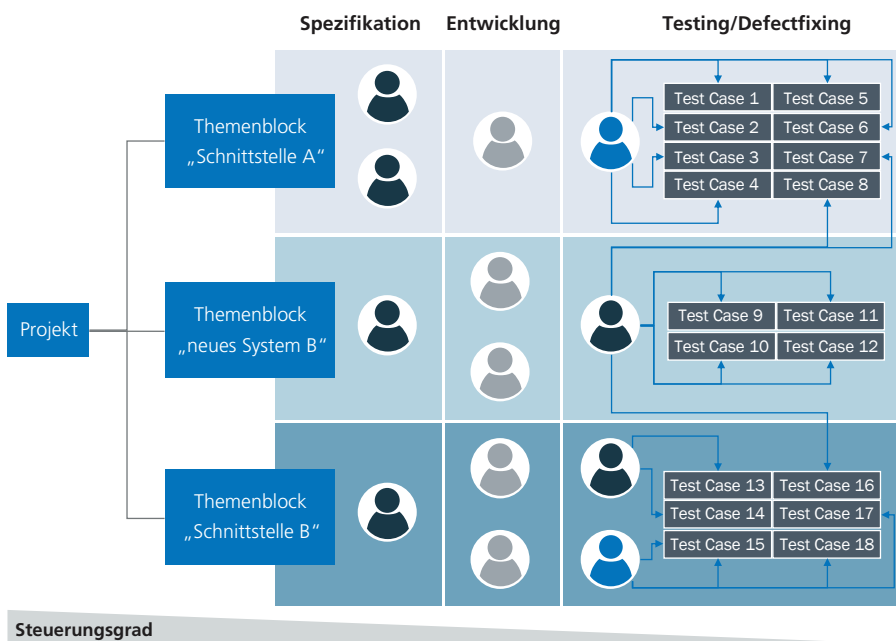 Spezifikation
Entwicklung
Testing/Defectfixing
Projekt
Themenblock
„Schnittstelle A“
Test Case 1
Test Case 5
Test Case 2
Test Case 6
Test Case 3
Test Case 7
Test Case 4
Test Case 8
Themenblock
„neues System B“
Test Case 9
Test Case 11
Test Case 10
Test Case 12
Themenblock
„Schnittstelle B“
Test Case 13
Test Case 16
Test Case 14
Test Case 17
Test Case 15
Test Case 18
Steuerungsgrad